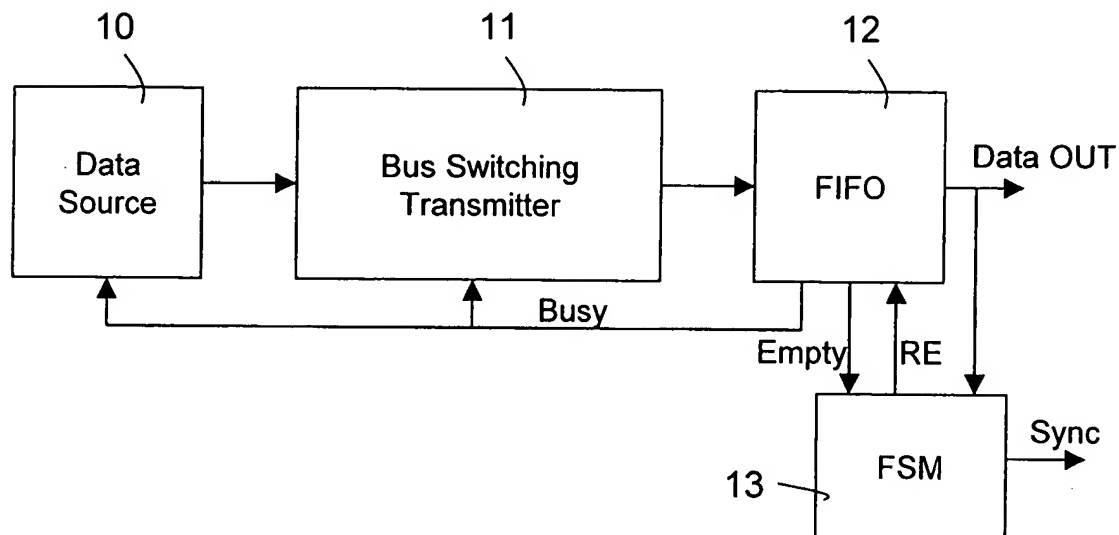 10
11
12
Data
Source
Bus Switching
Transmitter
FIFO
Data OUT
Busy
Empty
RE
FSM
Sync
13